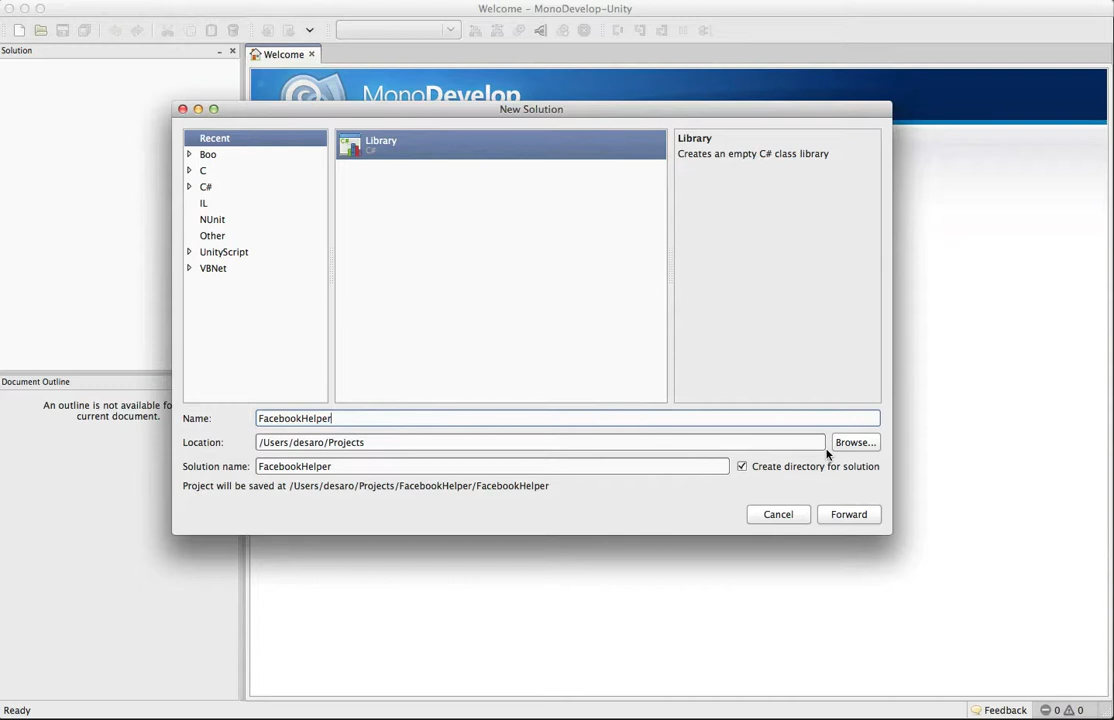 Welcome – MonoDevelop-Unity
Solution
Welcome
MonoDevelop
New Solution
Recent
Boo
C
C#
IL
NUnit
Other
UnityScript
VBNet
C#
Library
C#
Library
Creates an empty C# class library
Document Outline
An outline is not available fo
current document.
Name:
FacebookHelper
Location:
/Users/desaro/Projects
Browse...
Solution name:
FacebookHelper
Create directory for solution
Project will be saved at /Users/desaro/Projects/FacebookHelper/FacebookHelper
Cancel
Forward
Ready
Feedback
0
0